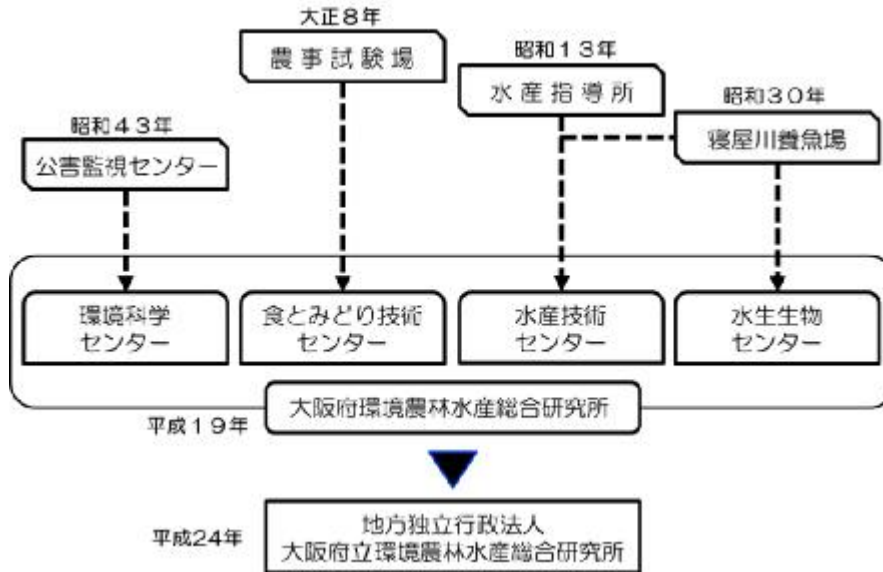 大正8年
農事試験場
昭和13年
水産指導所
昭和30年
寝屋川養魚場
昭和43年
公害監視センター
環境科学
センター
食とみどり技術
センター
水産技術
センター
水生生物
センター
大阪府環境農林水産総合研究所
平成19年
平成24年
地方独立行政法人
大阪府立環境農林水産総合研究所